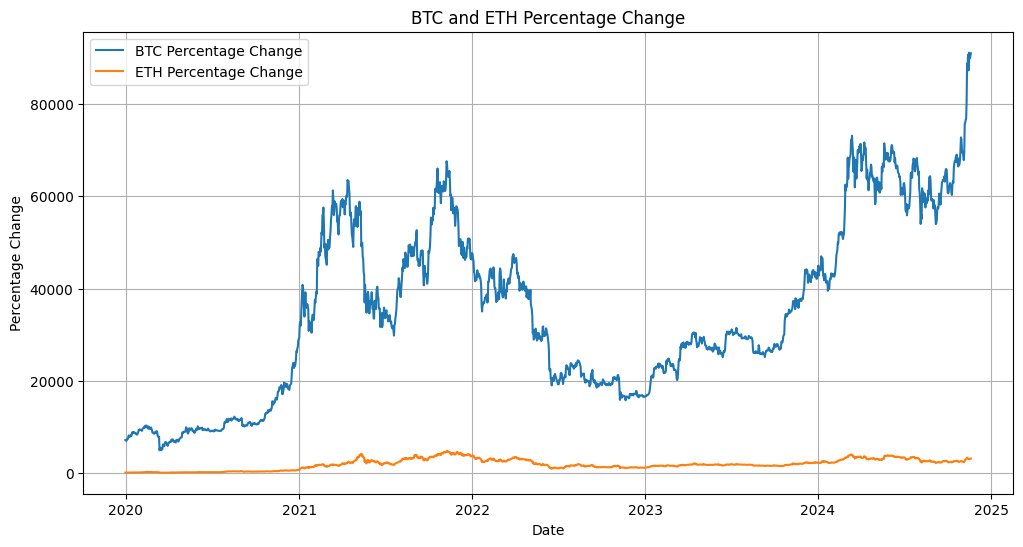 BTC and ETH Percentage Change
BTC Percentage Change
ETH Percentage Change
80000
60000
40000
20000
0
Percentage Change
2020
2021
2022
2023
2024
2025
Date